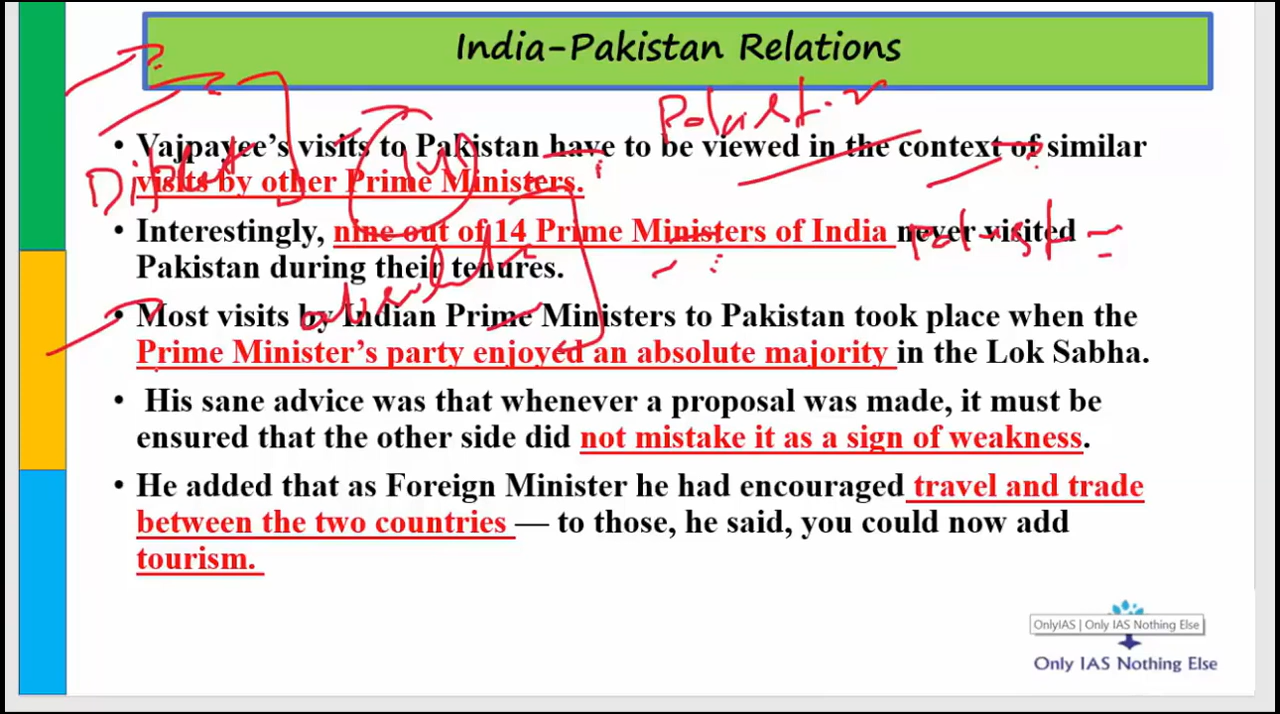 India-Pakistan Relations
• Vajpayee's visits to Pakistan have to be viewed in the context of similar
visits by other Prime Ministers.
• Interestingly, nine out of 14 Prime Ministers of India never visited
Pakistan during their tenures.
• Most visits by Indian Prime Ministers to Pakistan took place when the
Prime Minister's party enjoyed an absolute majority in the Lok Sabha.
• His sane advice was that whenever a proposal was made, it must be
ensured that the other side did not mistake it as a sign of weakness.
• He added that as Foreign Minister he had encouraged travel and trade
between the two countries — to those, he said, you could now add
tourism.
OnlyIAS | Only IAS Nothing Else
Only IAS Nothing Else